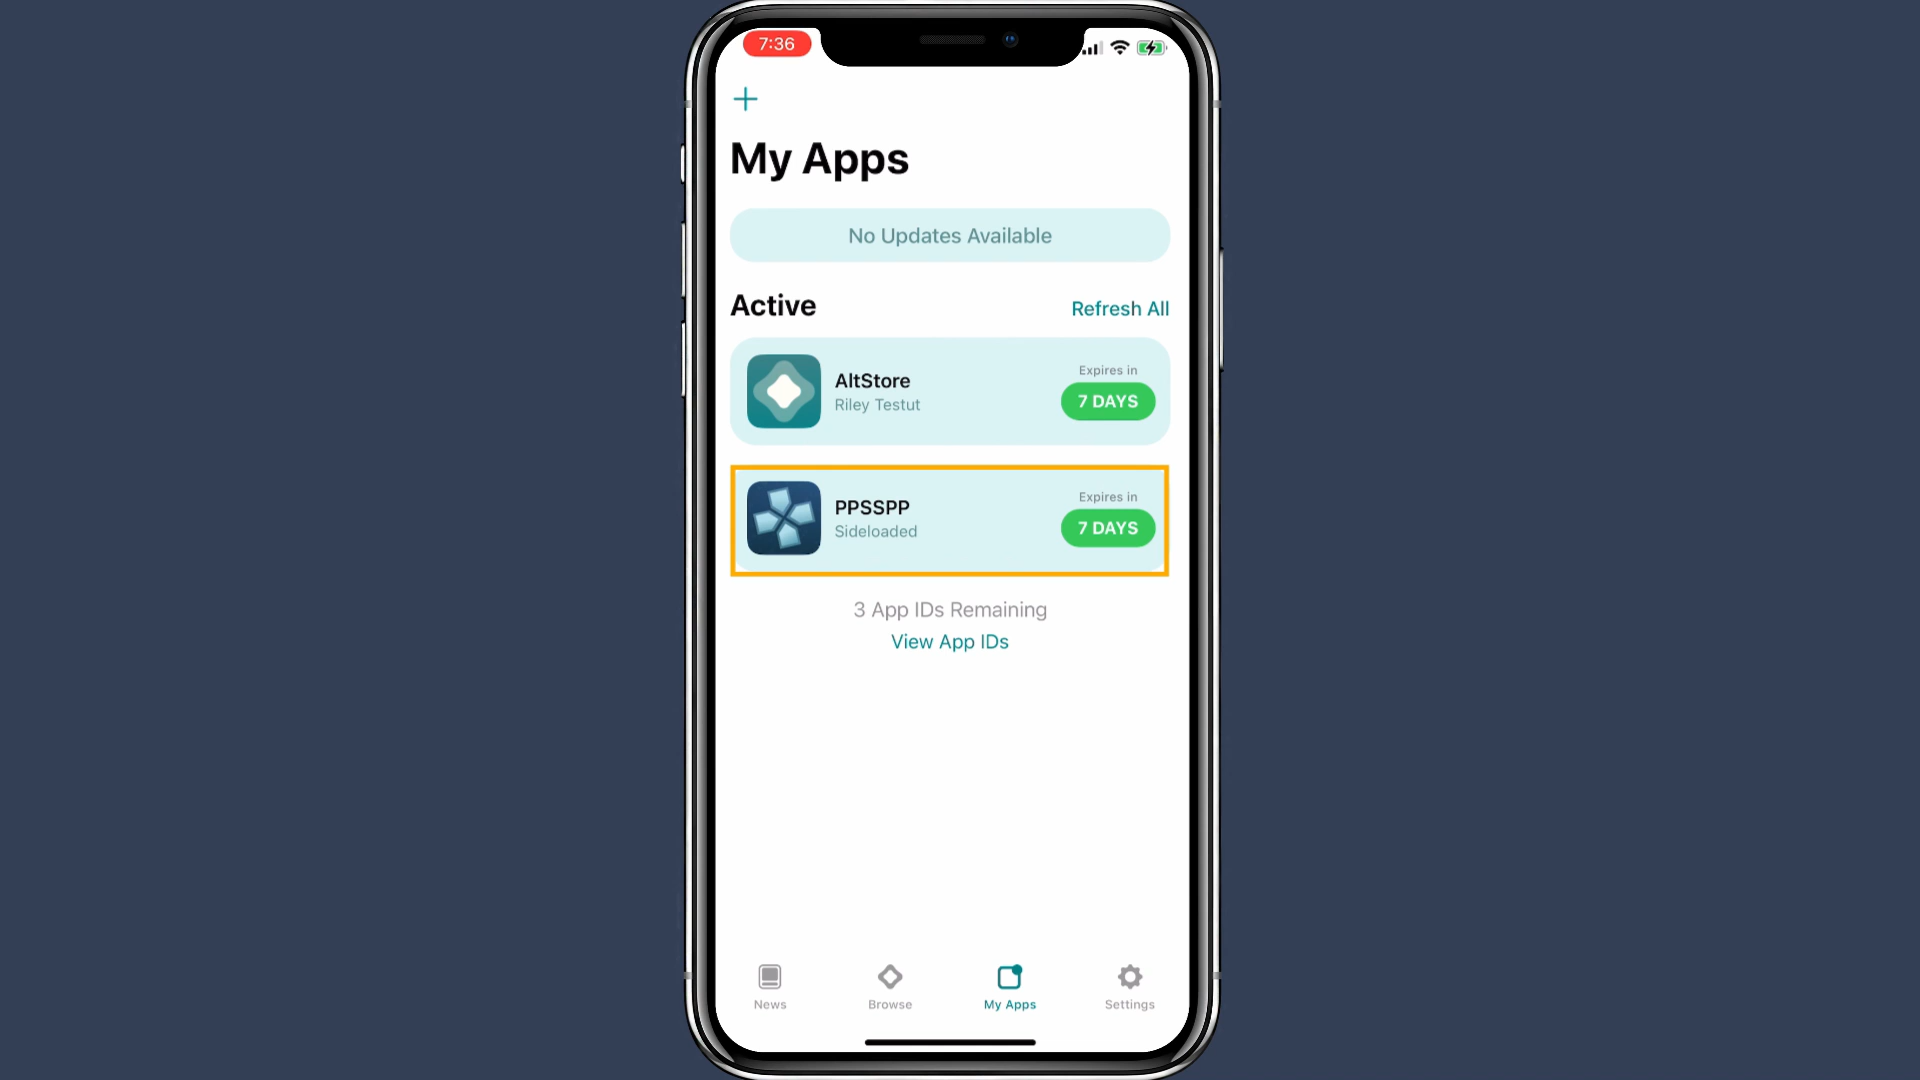 7:36
My Apps
No Updates Available
Active
Refresh All
AltStore
Riley Testut
Expires in
7 DAYS
PPSSPP
Sideloaded
Expires in
7 DAYS
3 App IDs Remaining
View App IDs
News
Browse
My Apps
Settings